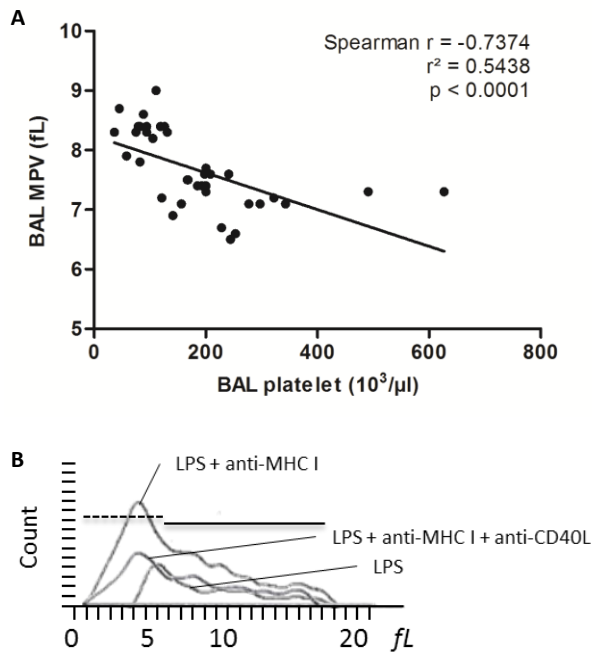 A
Spearman r = -0.7374
r² = 0.5438
p < 0.0001
BAL MPV (fL)
10
9
8
7
6
5
0 200 400 600 800
BAL platelet (10³/µl)
B
LPS + anti-MHC I
LPS + anti-MHC I + anti-CD40L
LPS
Count
0 5 10 20 fL